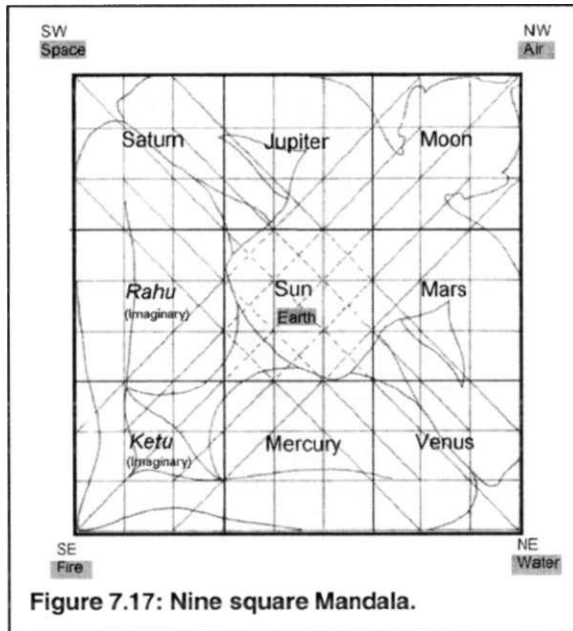 SW
Space
NW
Air
Saturn
Jupiter
Moon
Rahu
(Imaginary)
Sun
Earth
Mars
Ketu
(Imaginary)
Mercury
Venus
SE
Fire
NE
Water
Figure 7.17: Nine square Mandala.